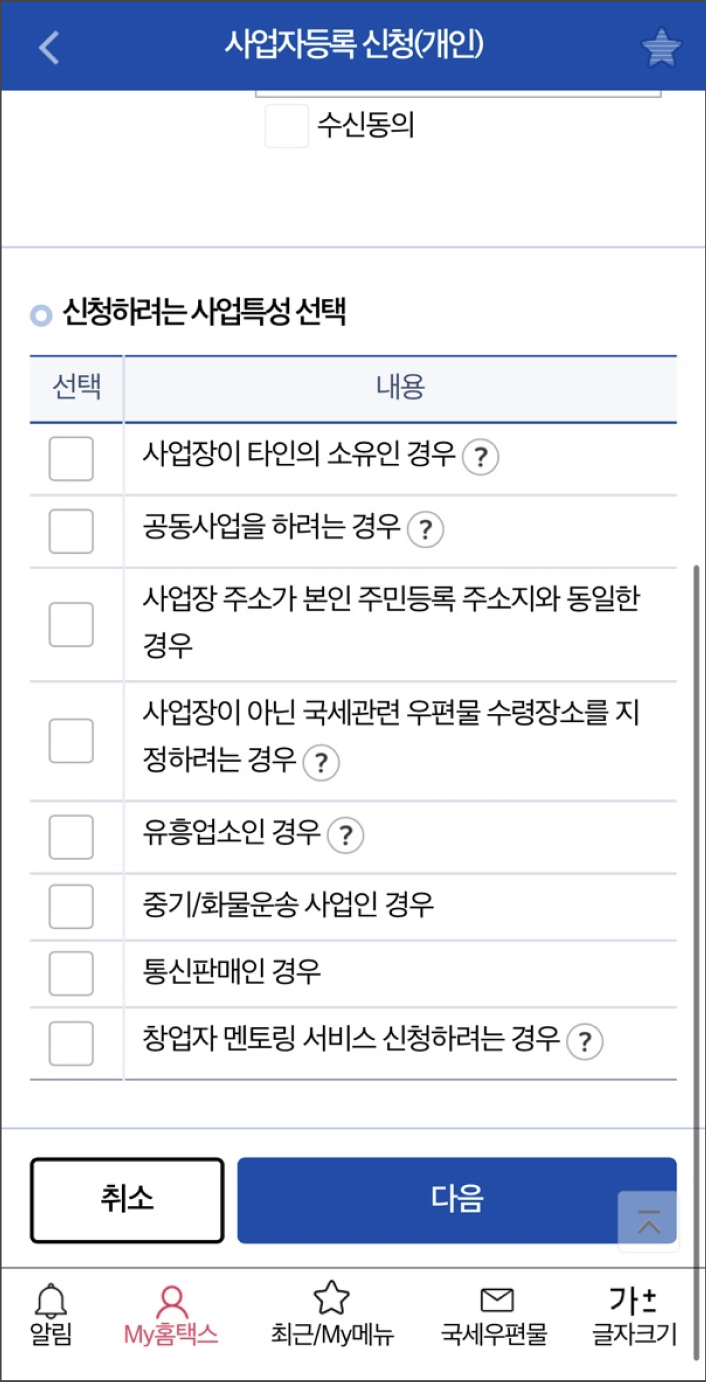 사업자등록 신청(개인)
수신동의
신청하려는 사업특성 선택
선택 내용
사업장이 타인의 소유인 경우 ?
공동사업을 하려는 경우 ?
사업장 주소가 본인 주민등록 주소지와 동일한
경우
사업장이 아닌 국세관련 우편물 수령장소를 지
정하려는 경우 ?
유흥업소인 경우 ?
중기/화물운송 사업인 경우
통신판매인 경우
창업자 멘토링 서비스 신청하려는 경우 ?
취소 다음
가±
알림 My홈택스 최근/My메뉴 국세우편물 글자크기